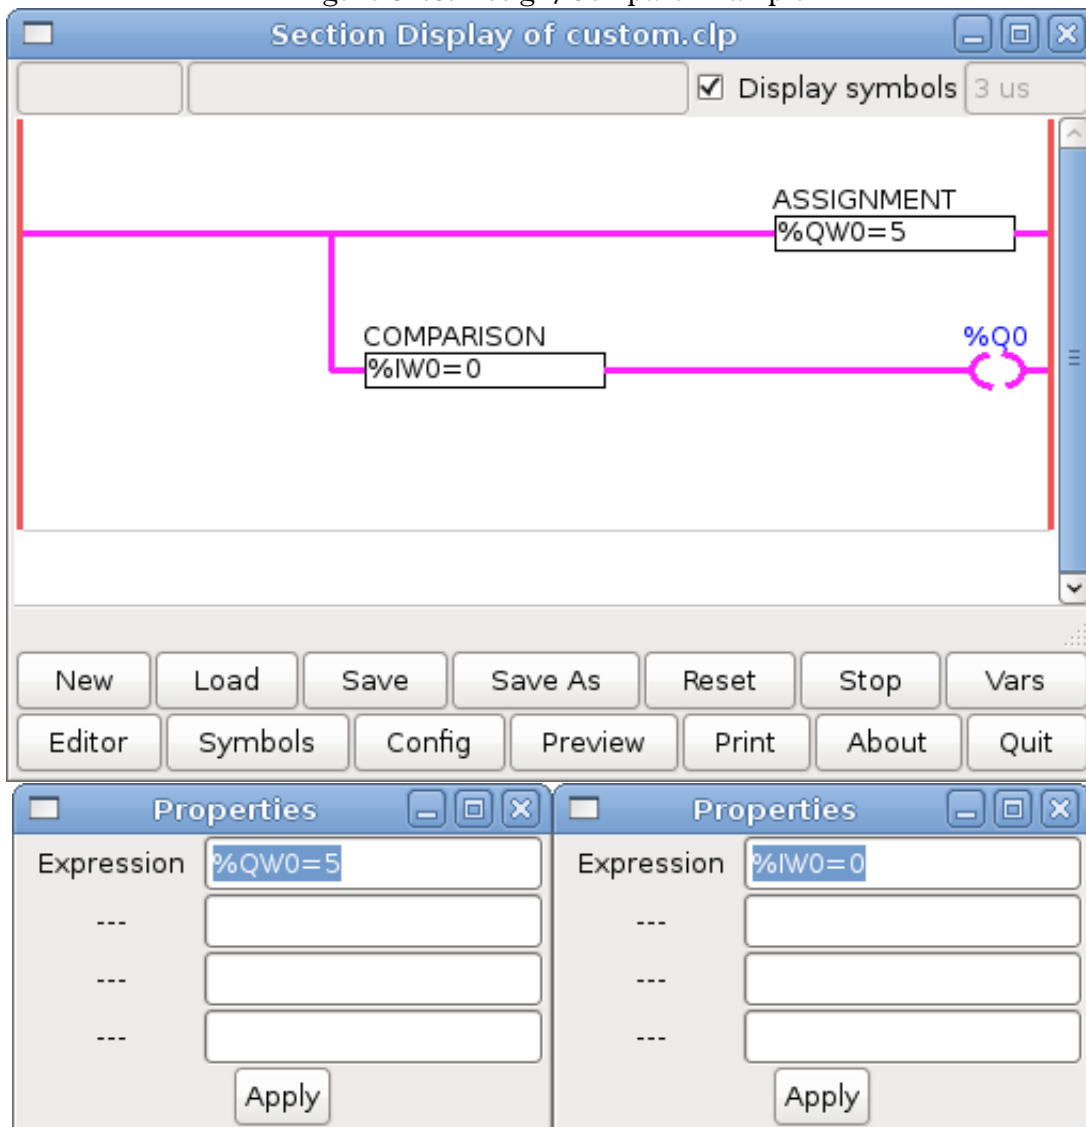 Section Display of custom.clp
Display symbols 3 us
ASSIGNMENT
%QW0=5
COMPARISON %Q0
%IW0=0
New Load Save Save As Reset Stop Vars
Editor Symbols Config Preview Print About Quit
Properties Properties
Expression %QW0=5 Expression %IW0=0
--- ---
--- ---
--- ---
Apply Apply